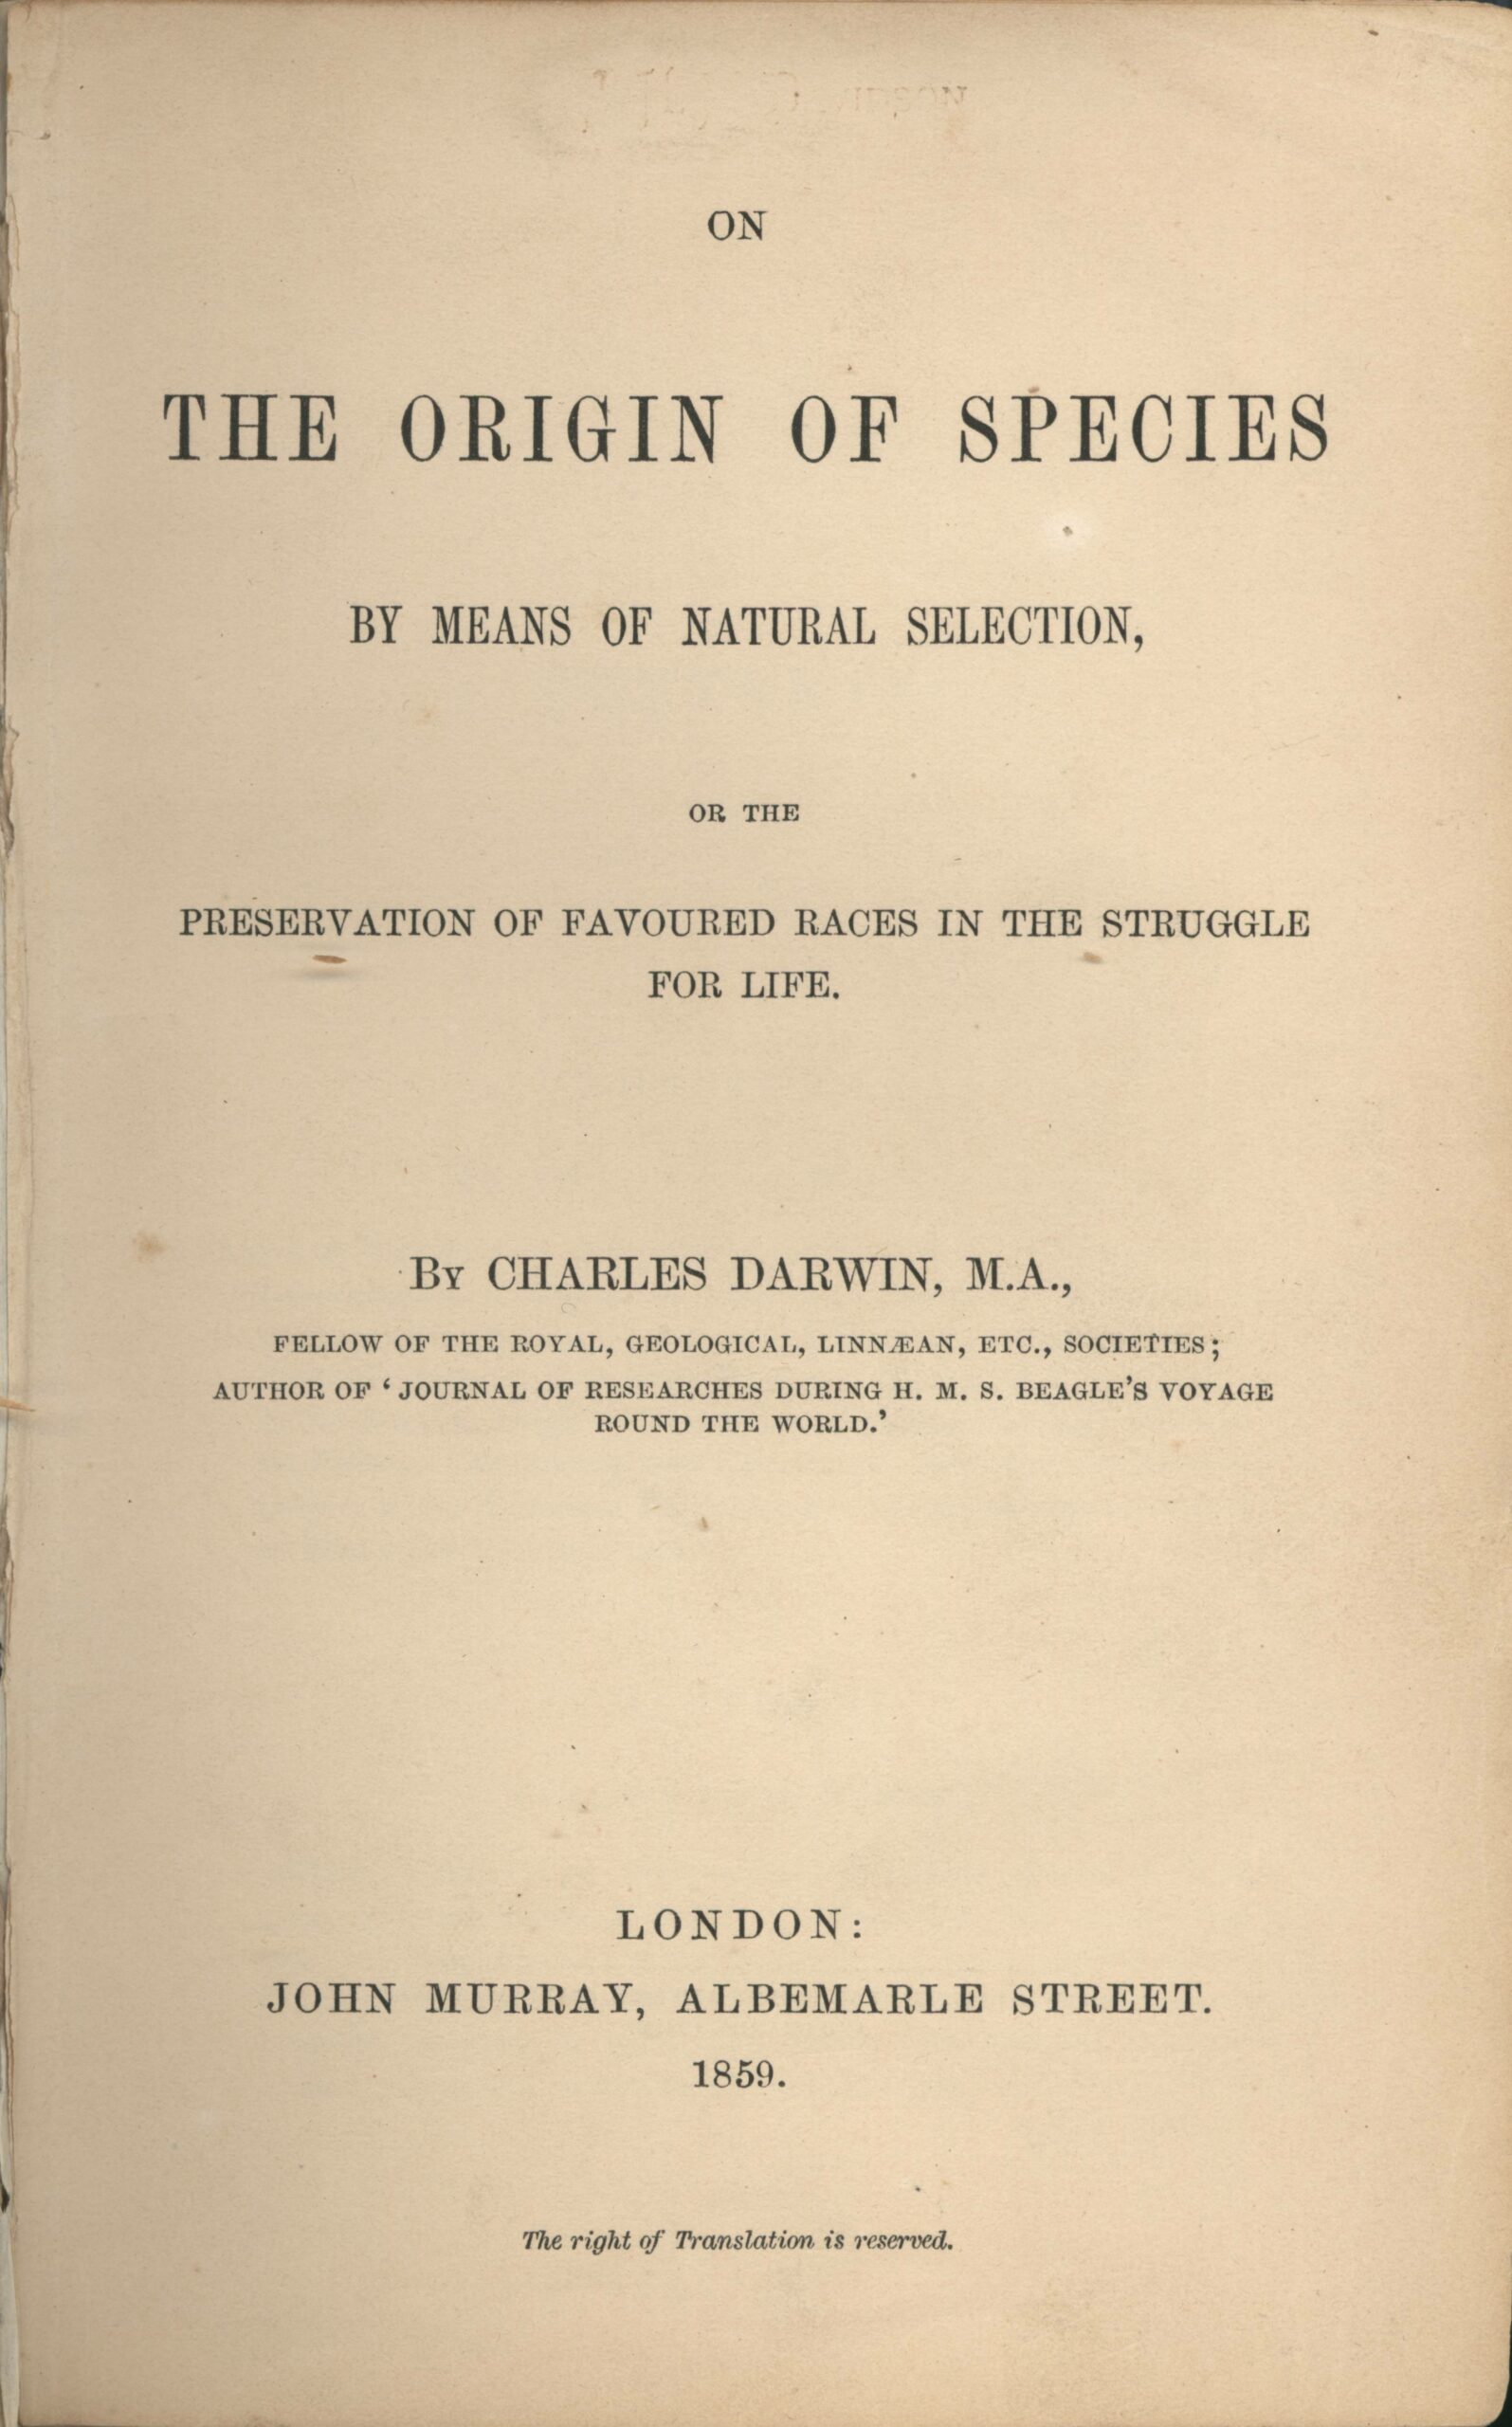 ON
THE ORIGIN OF SPECIES
BY MEANS OF NATURAL SELECTION,
OR THE
PRESERVATION OF FAVOURED RACES IN THE STRUGGLE
FOR LIFE.
By CHARLES DARWIN, M.A.,
FELLOW OF THE ROYAL, GEOLOGICAL, LINNÆAN, ETC., SOCIETIES;
AUTHOR OF ‘JOURNAL OF RESEARCHES DURING H. M. S. BEAGLE’S VOYAGE
ROUND THE WORLD.’
LONDON:
JOHN MURRAY, ALBEMARLE STREET.
1859.
The right of Translation is reserved.